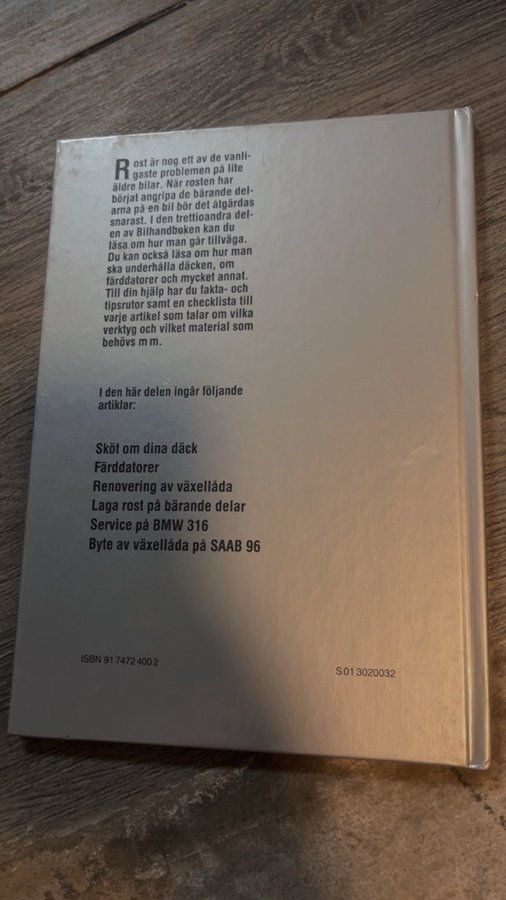 Rost är nog ett av de vanli-
gaste problemen på lite
äldre bilar. När rosten har
börjat angripa de bärande del-
arna på en bil bör det åtgärdas
snarast. I den trettioandra del-
en av Bilhandboken kan du
läsa om hur man går tillväga.
Du kan också läsa om hur man
ska underhålla däcken, om
färddatorer och mycket annat.
Till din hjälp har du fakta- och
tipsrutor samt en checklista till
varje artikel som talar om vilka
verktyg och vilket material som
behövs m m.
I den här delen ingår följande
artiklar:
Sköt om dina däck
Färddatorer
Renovering av växellåda
Laga rost på bärande delar
Service på BMW 316
Byte av växellåda på SAAB 96
ISBN 91 7472 400 2
S 01 3020032